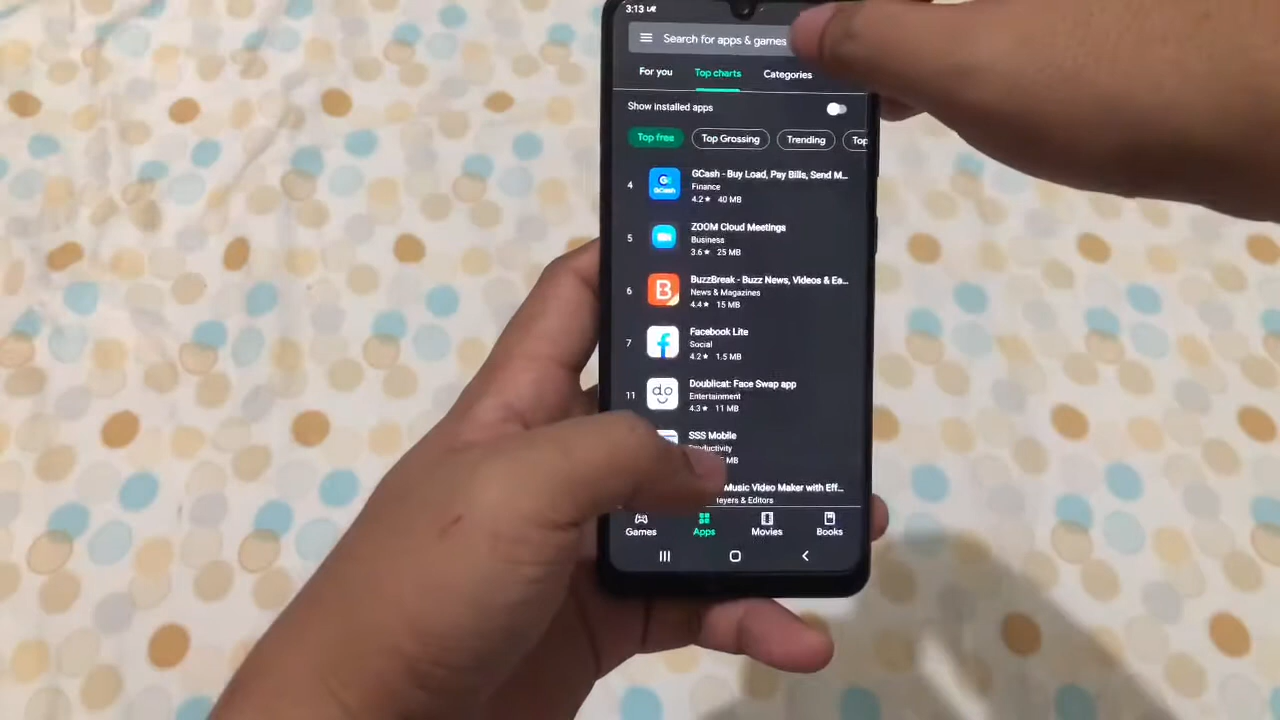 3:13
Search for apps & games
For you
Top charts
Categories
Show installed apps
Top free
Top Grossing
Trending
Top
4
GCash - Buy Load, Pay Bills, Send M...
GCash
Finance
4.2★ 40 MB
5
ZOOM Cloud Meetings
Business
3.6★ 25 MB
6
BuzzBreak - Buzz News, Videos & Ea...
B
News & Magazines
4.4★ 15 MB
7
Facebook Lite
Social
4.2★ 1.5 MB
11
Doublicat: Face Swap app
do
Entertainment
4.3★ 11 MB
SSS Mobile
Productivity
MB
Music Video Maker with Eff...
& Editors
Games
Apps
Movies
Books